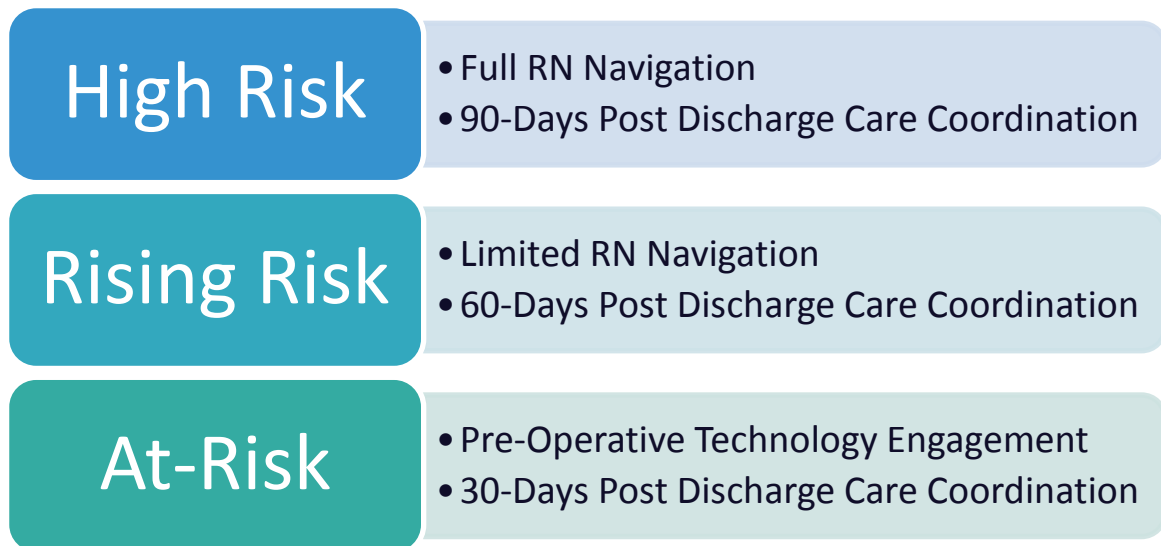 High Risk
• Full RN Navigation
• 90-Days Post Discharge Care Coordination
Rising Risk
• Limited RN Navigation
• 60-Days Post Discharge Care Coordination
At-Risk
• Pre-Operative Technology Engagement
• 30-Days Post Discharge Care Coordination